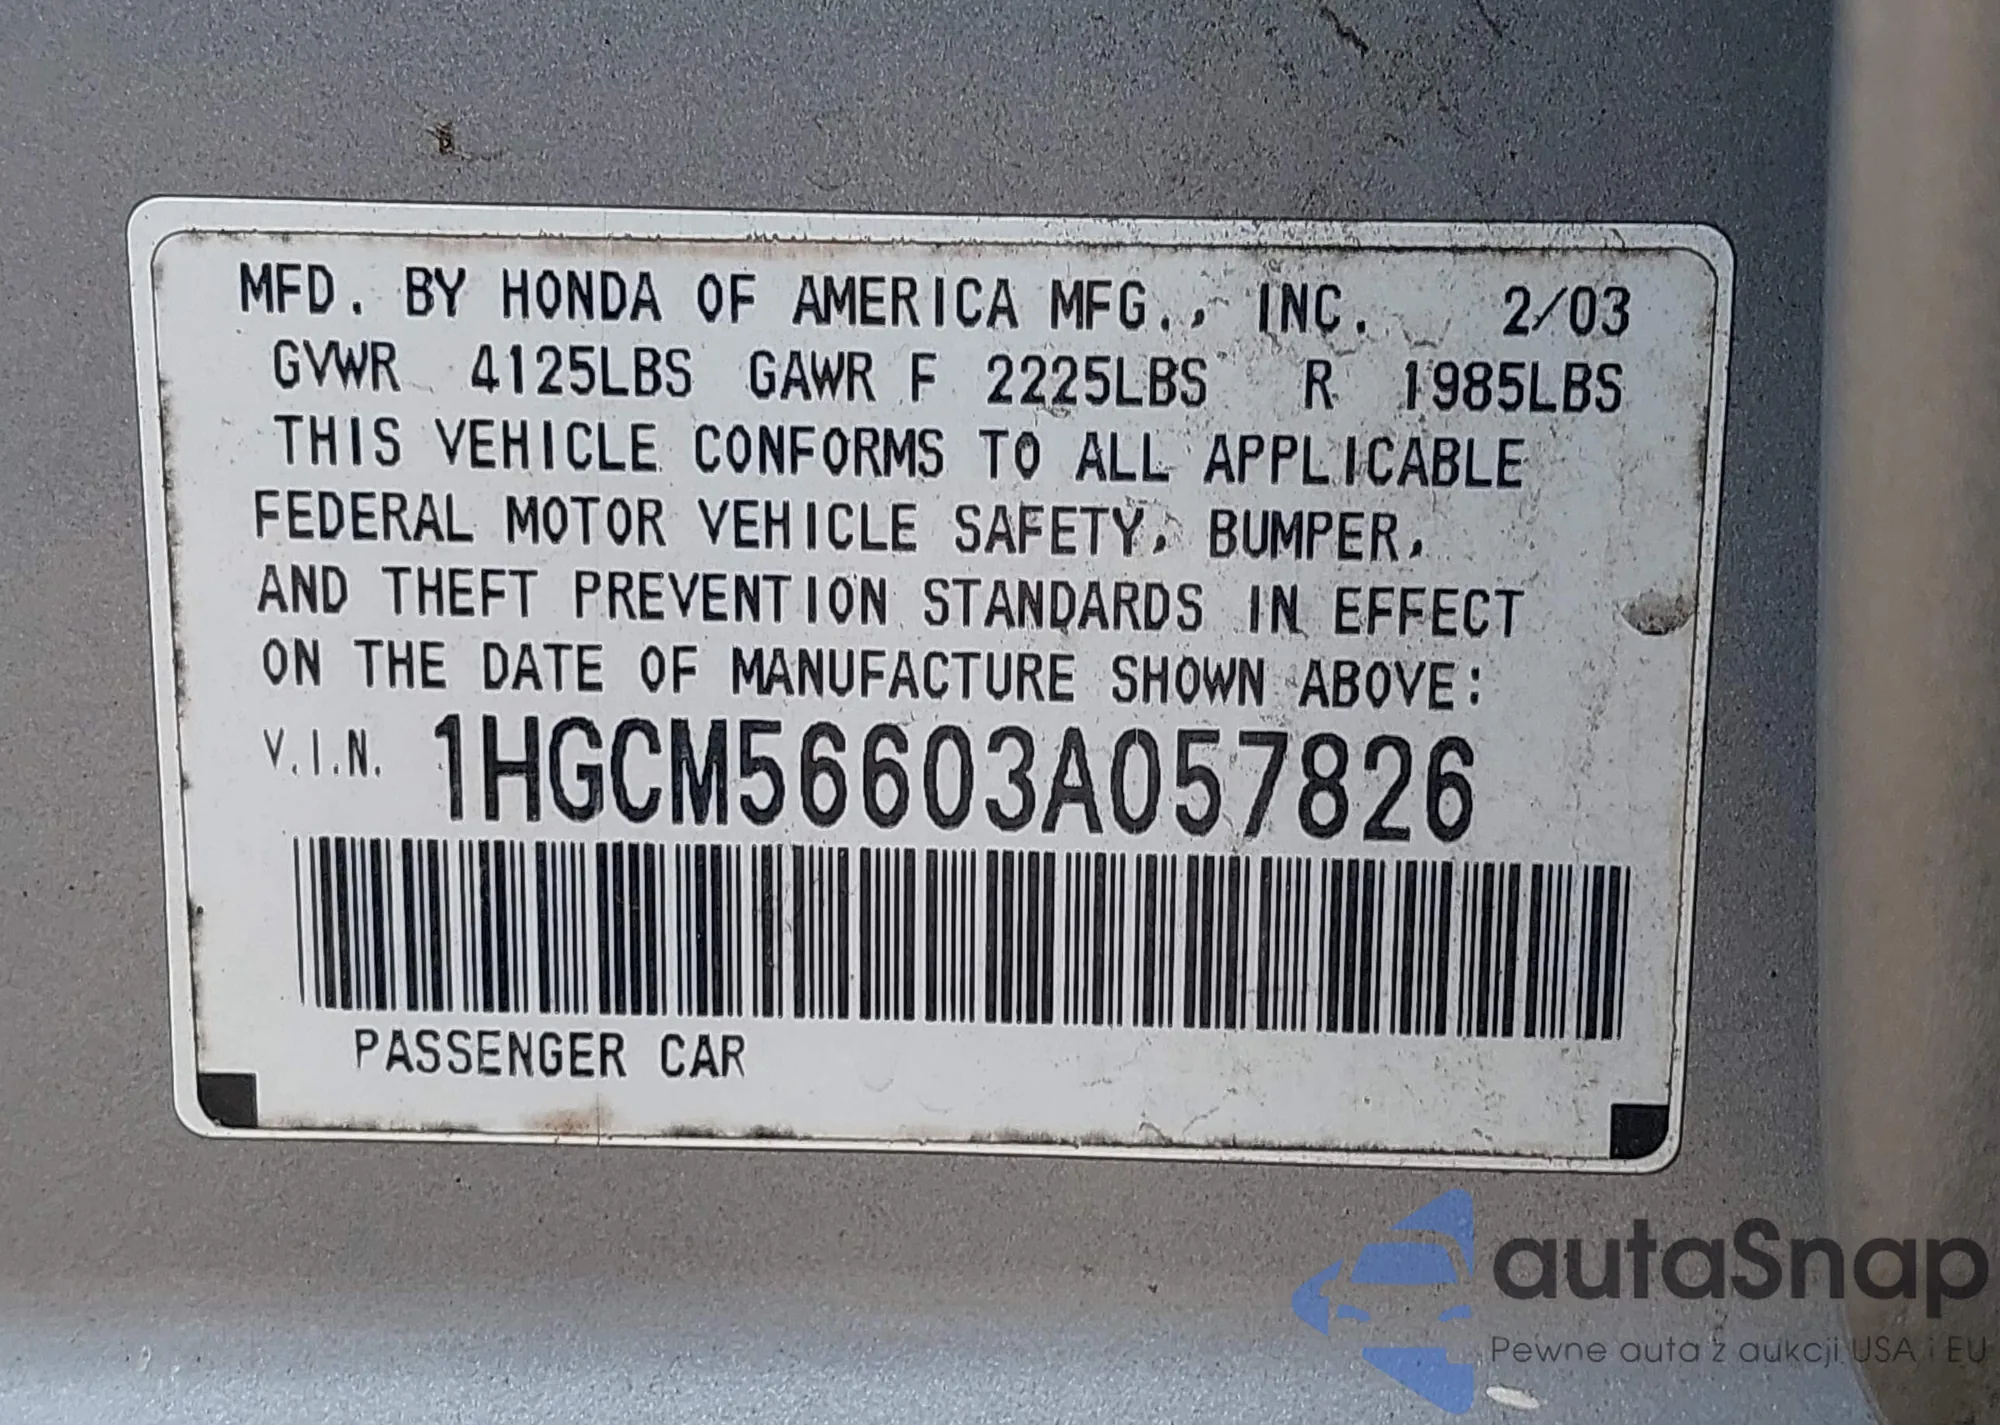 MFD. BY HONDA OF AMERICA MFG., INC. 2/03
GVWR 4125LBS GAWR F 2225LBS R 1985LBS
THIS VEHICLE CONFORMS TO ALL APPLICABLE
FEDERAL MOTOR VEHICLE SAFETY, BUMPER,
AND THEFT PREVENTION STANDARDS IN EFFECT
ON THE DATE OF MANUFACTURE SHOWN ABOVE:
V.I.N. 1HGCM56603A057826
PASSENGER CAR
autaSnap
Pewne auta z aukcji USA i EU